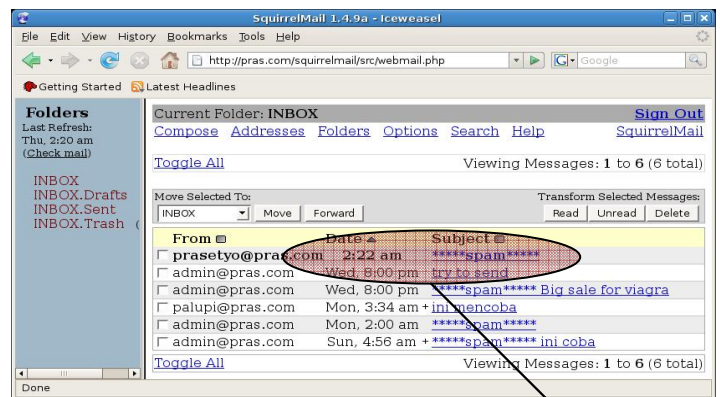 SquirrelMail 1.4.9a - Iceweasel
File Edit View History Bookmarks Tools Help
http://pras.com/squirrelmail/src/webmail.php
G Google
Getting Started Latest Headlines
Folders
Last Refresh:
Thu, 2:20 am
(Check mail)
INBOX
INBOX.Drafts
INBOX.Sent
INBOX.Trash (
Current Folder: INBOX Sign Out
Compose Addresses Folders Options Search Help SquirrelMail
Toggle All Viewing Messages: 1 to 6 (6 total)
Move Selected To: Transform Selected Messages:
INBOX Move Forward Read Unread Delete
From Date Subject
prasetyo@pras.com 2:22 am *****spam*****
admin@pras.com Wed, 8:00 pm try to send
admin@pras.com Wed, 8:00 pm *****spam***** Big sale for viagra
palupi@pras.com Mon, 3:34 am + ini mencoba
admin@pras.com Mon, 2:00 am *****spam*****
admin@pras.com Sun, 4:56 am + *****spam***** ini coba
Toggle All Viewing Messages: 1 to 6 (6 total)
Done